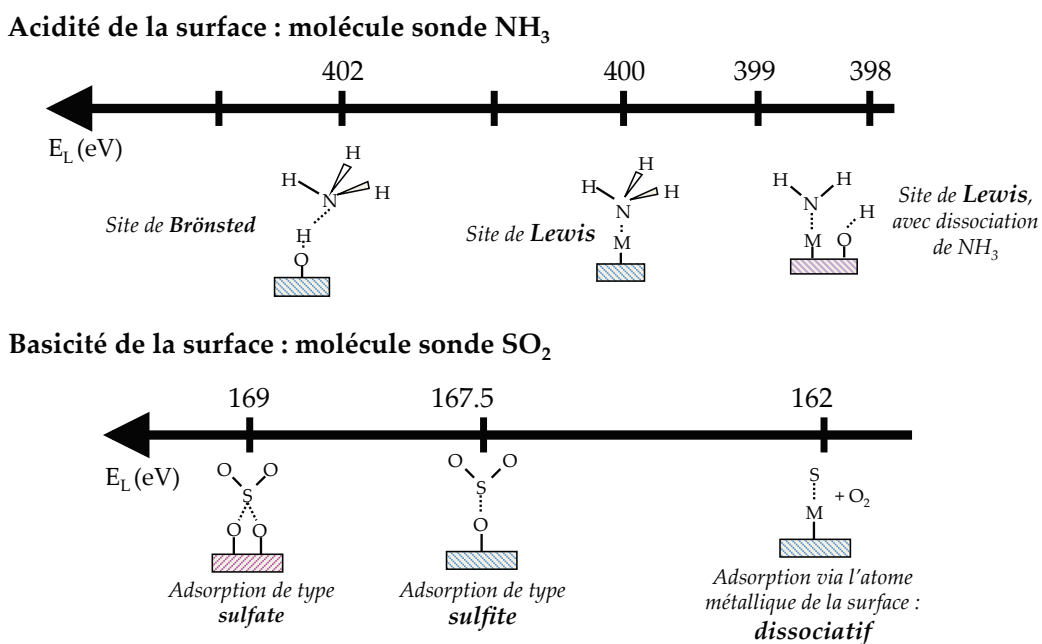 Acidité de la surface : molécule sonde NH₃
402 400 399 398
E_L (eV)
H
H
N
H
H
O
Site de Brönsted
H
H
N
H
M
Site de Lewis
H H
N
H
M O
Site de Lewis,
avec dissociation
de NH₃
Basicité de la surface : molécule sonde SO₂
169 167.5 162
E_L (eV)
O O
S
O O
Adsorption de type
sulfate
O O
S
O
Adsorption de type
sulfite
S
+ O₂
M
Adsorption via l'atome
métallique de la surface :
dissociatif